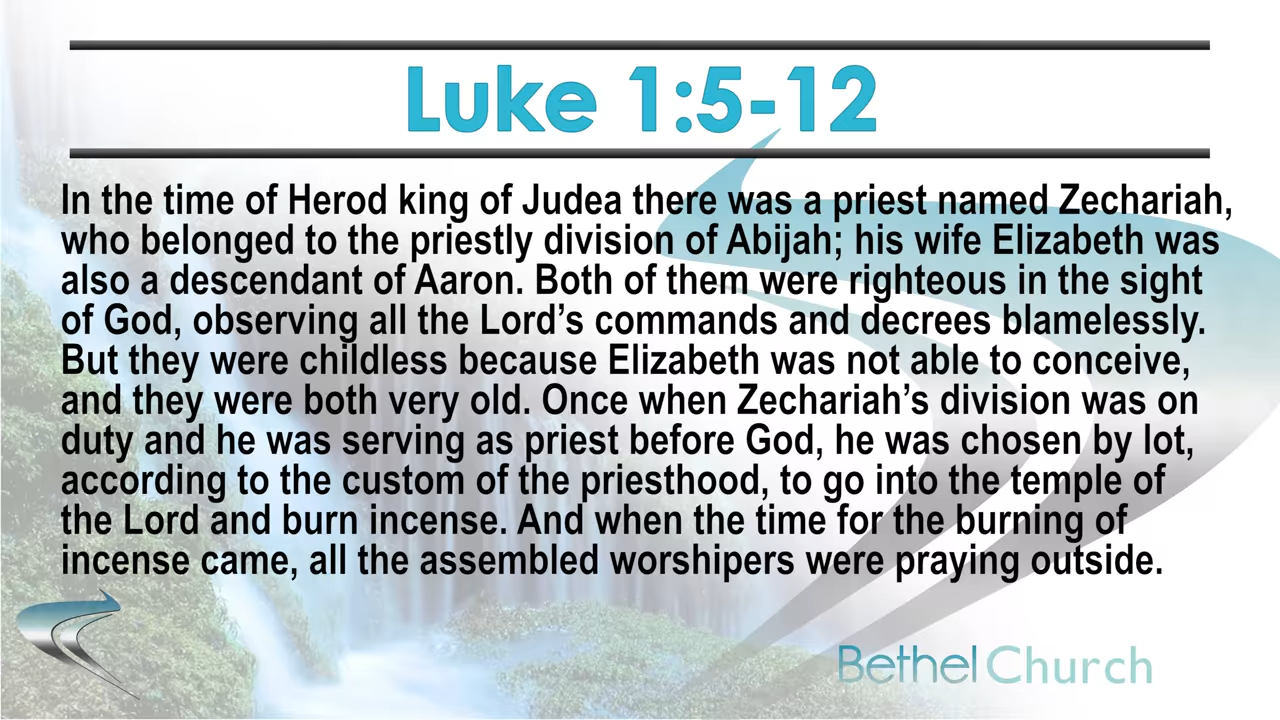 Luke 1:5-12
In the time of Herod king of Judea there was a priest named Zechariah,
who belonged to the priestly division of Abijah; his wife Elizabeth was
also a descendant of Aaron. Both of them were righteous in the sight
of God, observing all the Lord’s commands and decrees blamelessly.
But they were childless because Elizabeth was not able to conceive,
and they were both very old. Once when Zechariah’s division was on
duty and he was serving as priest before God, he was chosen by lot,
according to the custom of the priesthood, to go into the temple of
the Lord and burn incense. And when the time for the burning of
incense came, all the assembled worshipers were praying outside.
Bethel Church